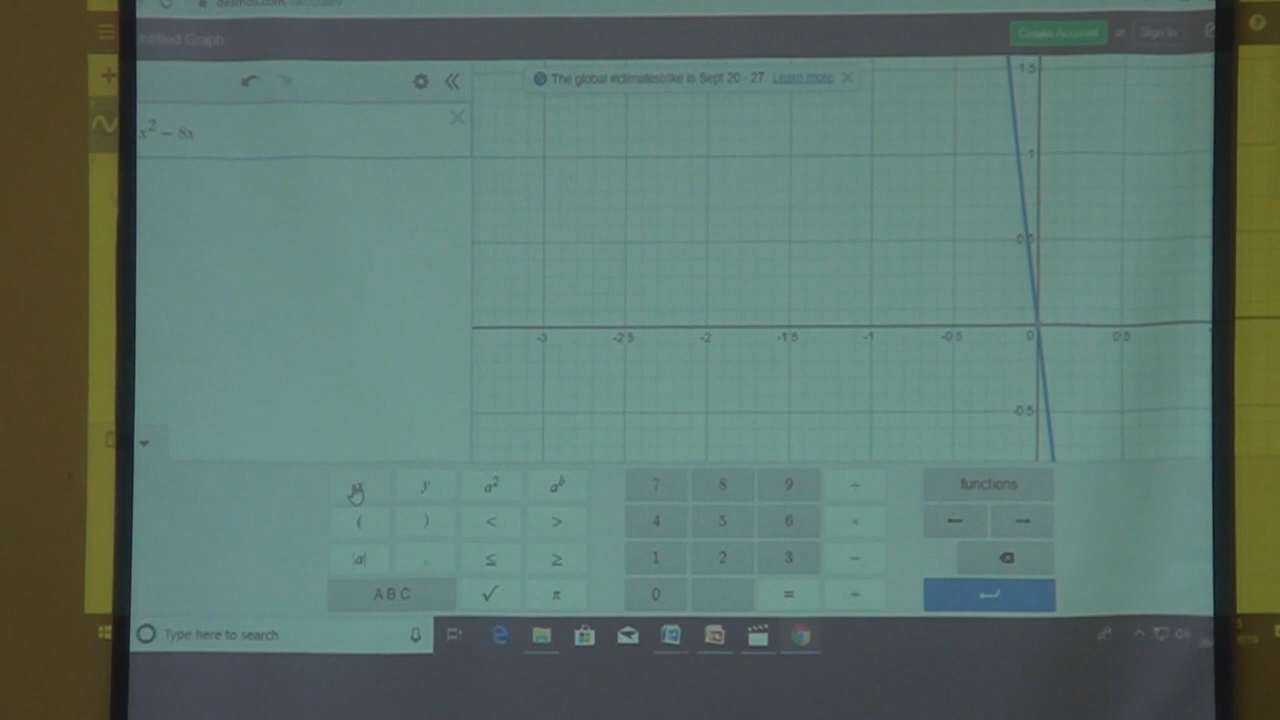 Untitled Graph
Create Account or Sign In
The global #climatestrike is Sept 20 - 27. Learn more
x² − 8x
1.5
1
0.5
-3 -2.5 -2 -1.5 -1 -0.5 0 0.5
-0.5
x y a² aᵇ 7 8 9 ÷ functions
( ) < > 4 5 6 × ← →
|a| , ≤ ≥ 1 2 3 −
A B C √ π 0 = +
Type here to search